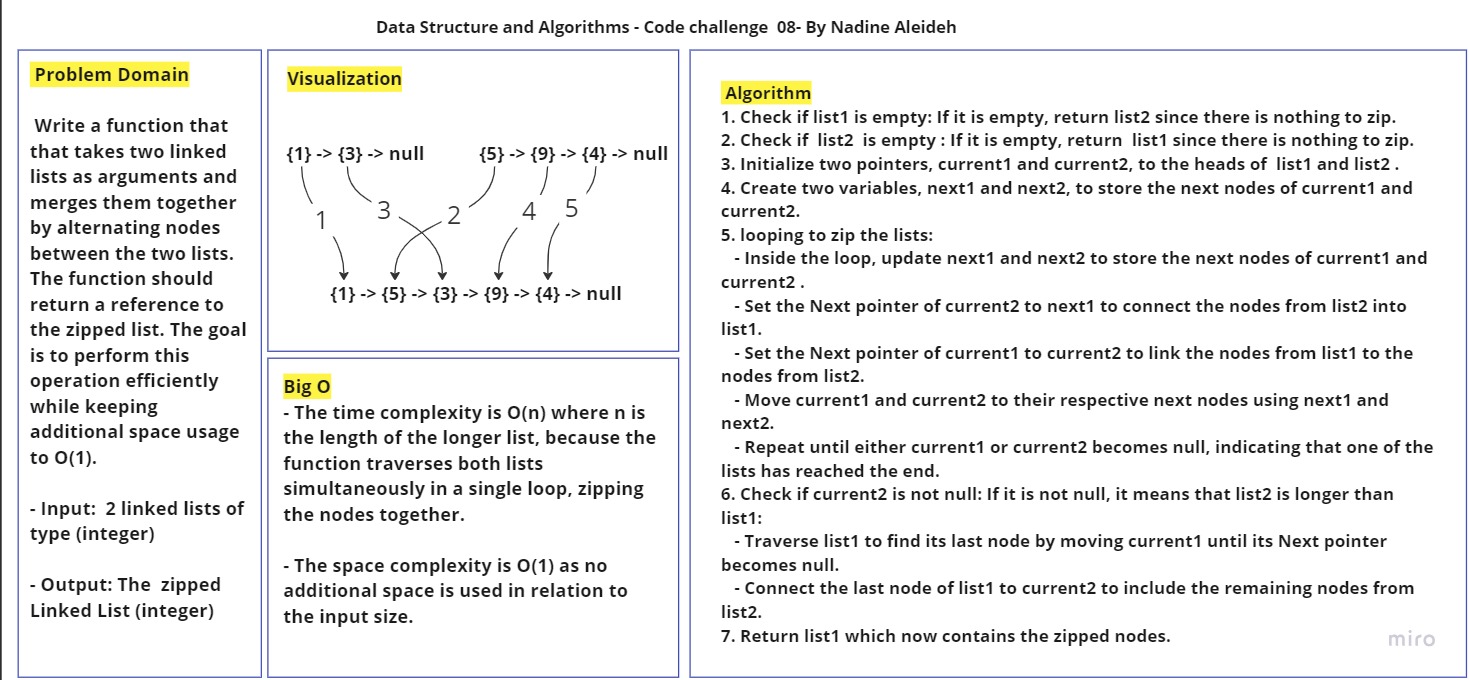 Data Structure and Algorithms - Code challenge  08- By Nadine Aleideh
Problem Domain
Write a function that
that takes two linked
lists as arguments and
merges them together
by alternating nodes
between the two lists.
The function should
return a reference to
the zipped list. The goal
is to perform this
operation efficiently
while keeping
additional space usage
to O(1).
- Input:  2 linked lists of
type (integer)
- Output: The  zipped
Linked List (integer)
Visualization
{1} -> {3} -> null
{5} -> {9} -> {4} -> null
1
3
2
4
5
{1} -> {5} -> {3} -> {9} -> {4} -> null
Big O
- The time complexity is O(n) where n is
the length of the longer list, because the
function traverses both lists
simultaneously in a single loop, zipping
the nodes together.
- The space complexity is O(1) as no
additional space is used in relation to
the input size.
Algorithm
1. Check if list1 is empty: If it is empty, return list2 since there is nothing to zip.
2. Check if  list2  is empty : If it is empty, return  list1 since there is nothing to zip.
3. Initialize two pointers, current1 and current2, to the heads of  list1 and list2 .
4. Create two variables, next1 and next2, to store the next nodes of current1 and
current2.
5. looping to zip the lists:
- Inside the loop, update next1 and next2 to store the next nodes of current1 and
current2 .
- Set the Next pointer of current2 to next1 to connect the nodes from list2 into
list1.
- Set the Next pointer of current1 to current2 to link the nodes from list1 to the
nodes from list2.
- Move current1 and current2 to their respective next nodes using next1 and
next2.
- Repeat until either current1 or current2 becomes null, indicating that one of the
lists has reached the end.
6. Check if current2 is not null: If it is not null, it means that list2 is longer than
list1:
- Traverse list1 to find its last node by moving current1 until its Next pointer
becomes null.
- Connect the last node of list1 to current2 to include the remaining nodes from
list2.
7. Return list1 which now contains the zipped nodes.
miro